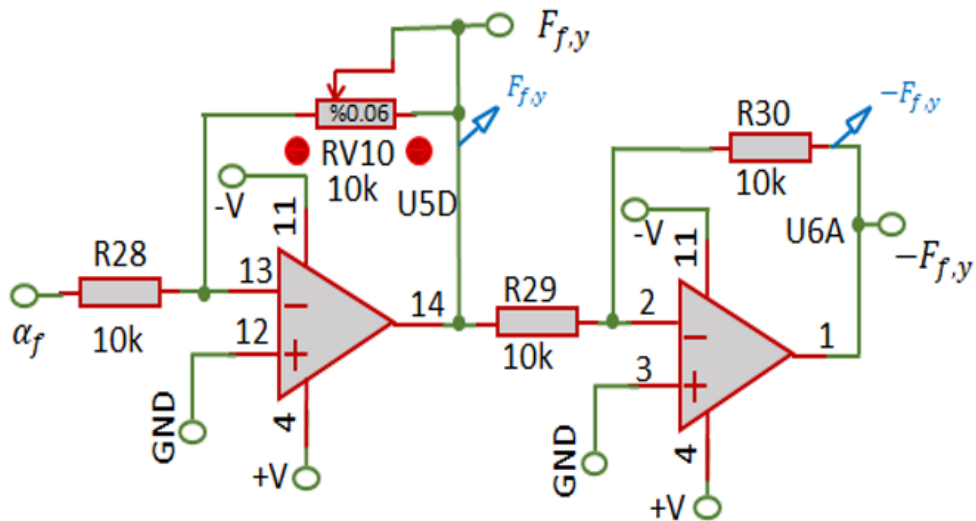 F_{f,y}
F_{f,y}
%0.06
RV10
10k
U5D
-V
11
R28
10k
α_f
13
12
14
GND
4
+V
-F_{f,y}
R30
10k
U6A
-F_{f,y}
-V
11
R29
10k
2
3
1
GND
4
+V